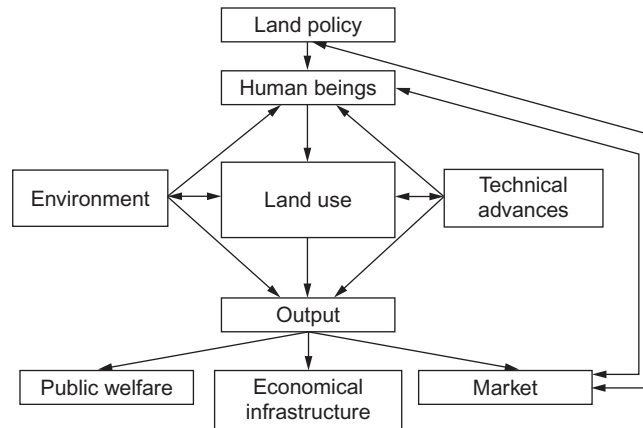 Land policy
Human beings
Environment
Land use
Technical
advances
Output
Public welfare
Economical
infrastructure
Market